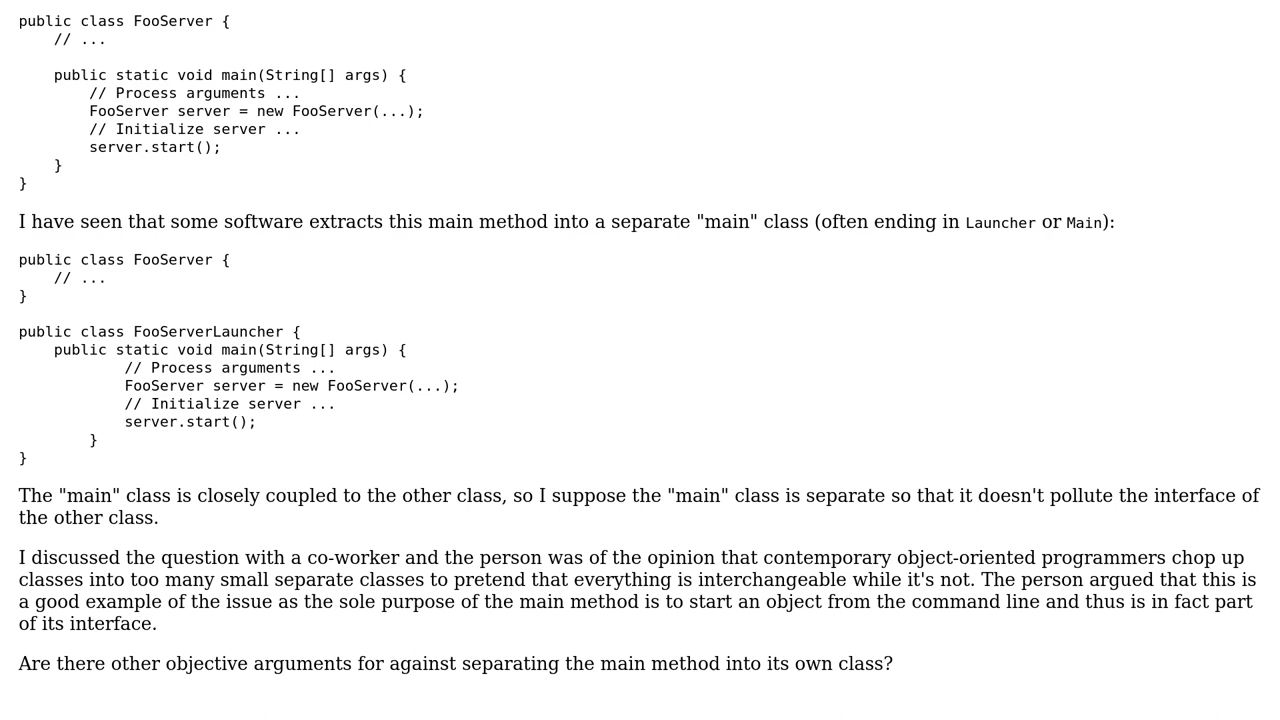 public class FooServer {
    // ...

    public static void main(String[] args) {
        // Process arguments ...
        FooServer server = new FooServer(...);
        // Initialize server ...
        server.start();
    }
}
I have seen that some software extracts this main method into a separate "main" class (often ending in Launcher or Main):
public class FooServer {
    // ...
}

public class FooServerLauncher {
    public static void main(String[] args) {
            // Process arguments ...
            FooServer server = new FooServer(...);
            // Initialize server ...
            server.start();
        }
}
The "main" class is closely coupled to the other class, so I suppose the "main" class is separate so that it doesn't pollute the interface of
the other class.
I discussed the question with a co-worker and the person was of the opinion that contemporary object-oriented programmers chop up
classes into too many small separate classes to pretend that everything is interchangeable while it's not. The person argued that this is
a good example of the issue as the sole purpose of the main method is to start an object from the command line and thus is in fact part
of its interface.
Are there other objective arguments for against separating the main method into its own class?